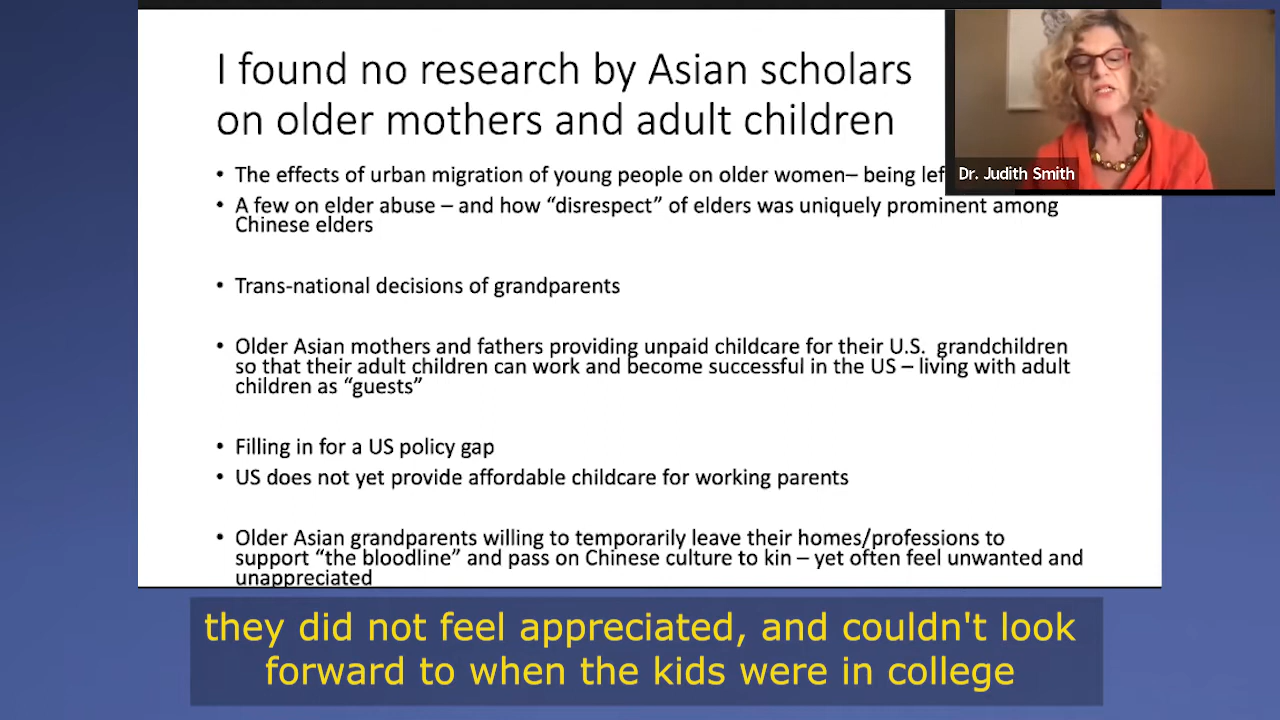 I found no research by Asian scholars
on older mothers and adult children
• The effects of urban migration of young people on older women– being
Dr. Judith Smith
• A few on elder abuse – and how “disrespect” of elders was uniquely prominent among
Chinese elders
• Trans-national decisions of grandparents
• Older Asian mothers and fathers providing unpaid childcare for their U.S.  grandchildren
so that their adult children can work and become successful in the US – living with adult
children as “guests”
• Filling in for a US policy gap
• US does not yet provide affordable childcare for working parents
• Older Asian grandparents willing to temporarily leave their homes/professions to
support “the bloodline” and pass on Chinese culture to kin – yet often feel unwanted and
unappreciated
they did not feel appreciated, and couldn't look
forward to when the kids were in college